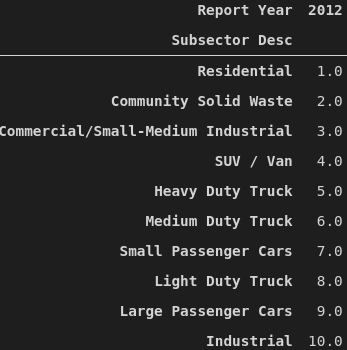 Report Year 2012
Subsector Desc
Residential 1.0
Community Solid Waste 2.0
Commercial/Small-Medium Industrial 3.0
SUV / Van 4.0
Heavy Duty Truck 5.0
Medium Duty Truck 6.0
Small Passenger Cars 7.0
Light Duty Truck 8.0
Large Passenger Cars 9.0
Industrial 10.0